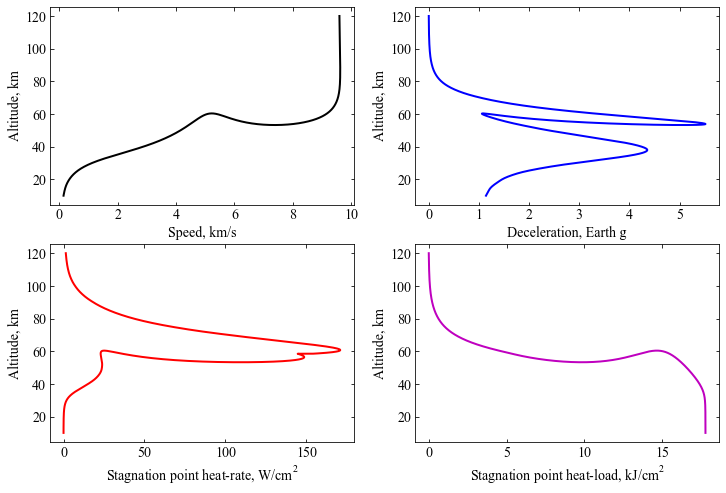 120
100
80
60
40
20
Altitude, km
0 2 4 6 8 10
Speed, km/s
120
100
80
60
40
20
Altitude, km
0 1 2 3 4 5
Deceleration, Earth g
120
100
80
60
40
20
Altitude, km
0 50 100 150
Stagnation point heat-rate, W/cm²
120
100
80
60
40
20
Altitude, km
0 5 10 15
Stagnation point heat-load, kJ/cm²